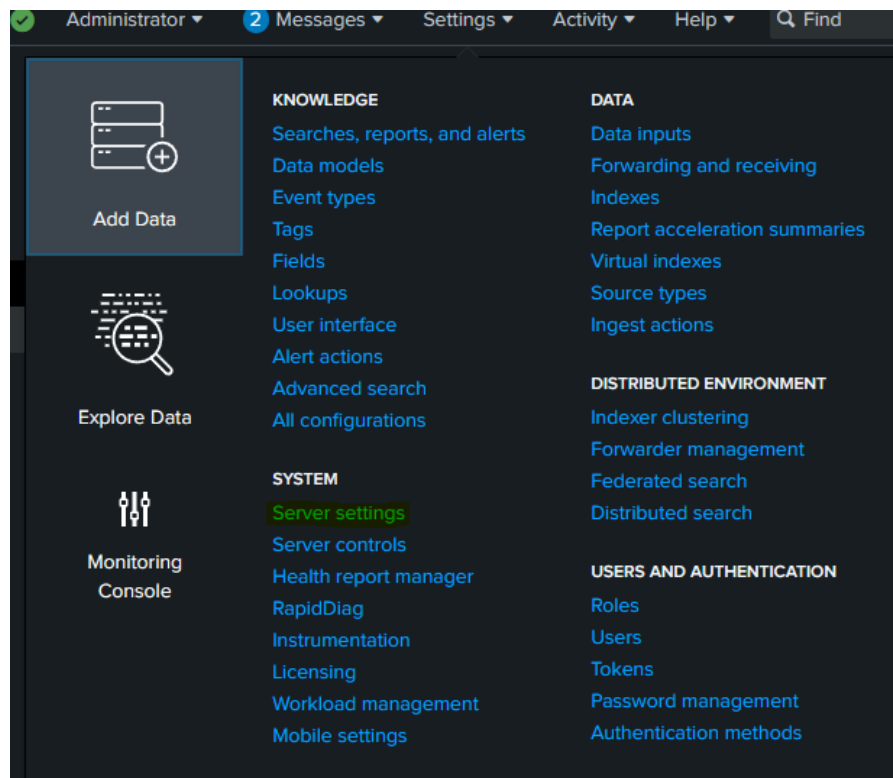 Administrator 2 Messages Settings Activity Help Find
Add Data
Explore Data
Monitoring
Console
KNOWLEDGE
Searches, reports, and alerts
Data models
Event types
Tags
Fields
Lookups
User interface
Alert actions
Advanced search
All configurations
SYSTEM
Server settings
Server controls
Health report manager
RapidDiag
Instrumentation
Licensing
Workload management
Mobile settings
DATA
Data inputs
Forwarding and receiving
Indexes
Report acceleration summaries
Virtual indexes
Source types
Ingest actions
DISTRIBUTED ENVIRONMENT
Indexer clustering
Forwarder management
Federated search
Distributed search
USERS AND AUTHENTICATION
Roles
Users
Tokens
Password management
Authentication methods